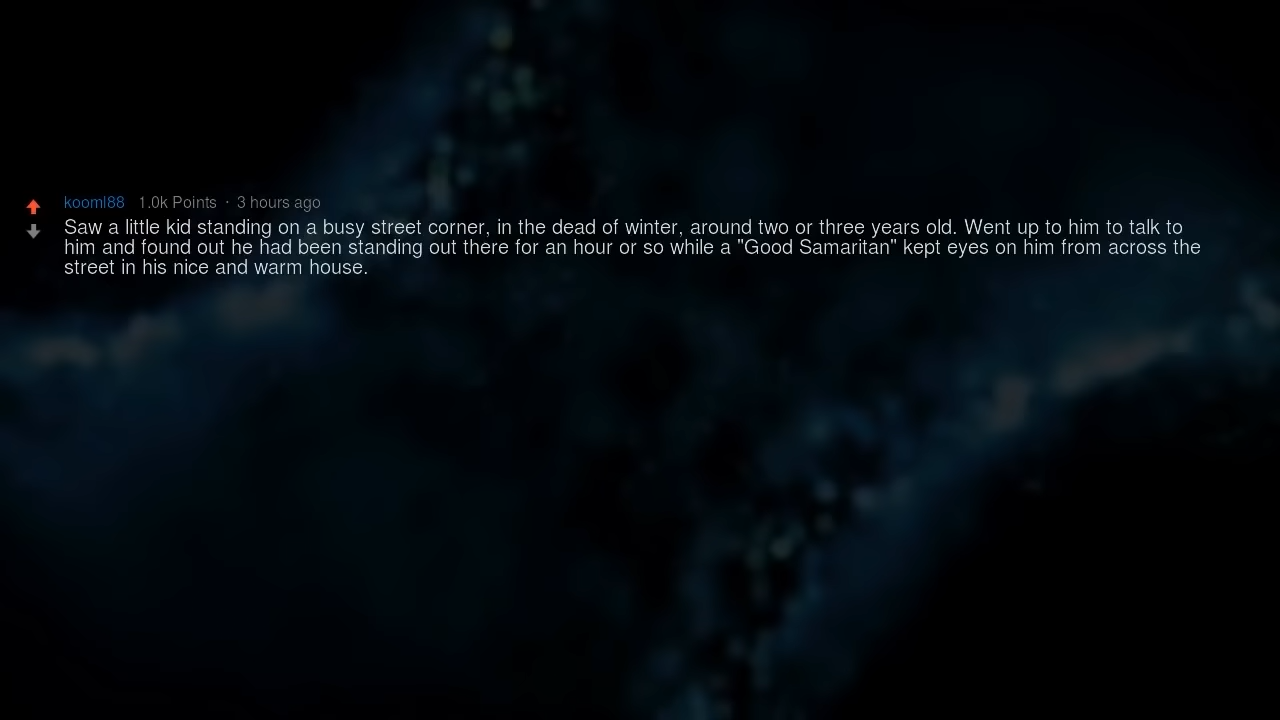 kooml88 1.0k Points · 3 hours ago
Saw a little kid standing on a busy street corner, in the dead of winter, around two or three years old. Went up to him to talk to
him and found out he had been standing out there for an hour or so while a "Good Samaritan" kept eyes on him from across the
street in his nice and warm house.